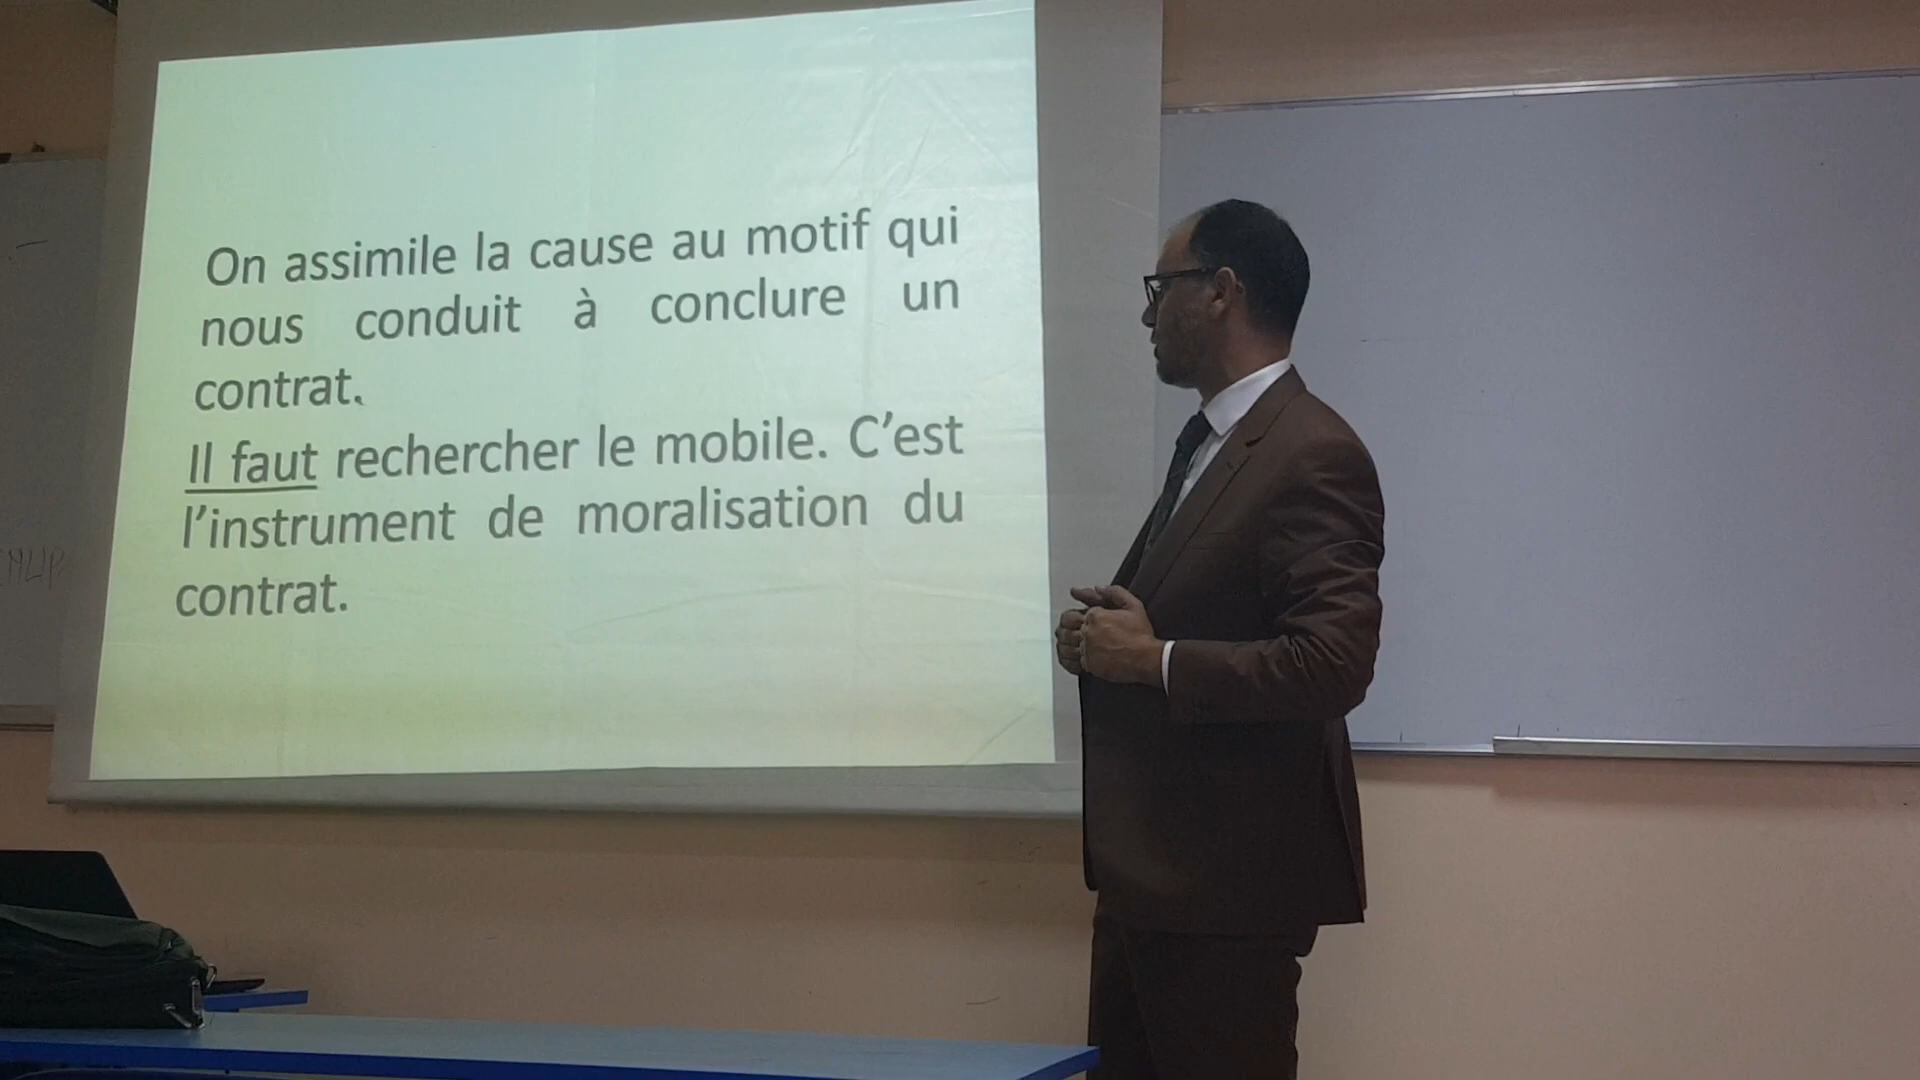 On assimile la cause au motif qui
nous conduit à conclure un
contrat.
Il faut rechercher le mobile. C'est
l'instrument de moralisation du
contrat.